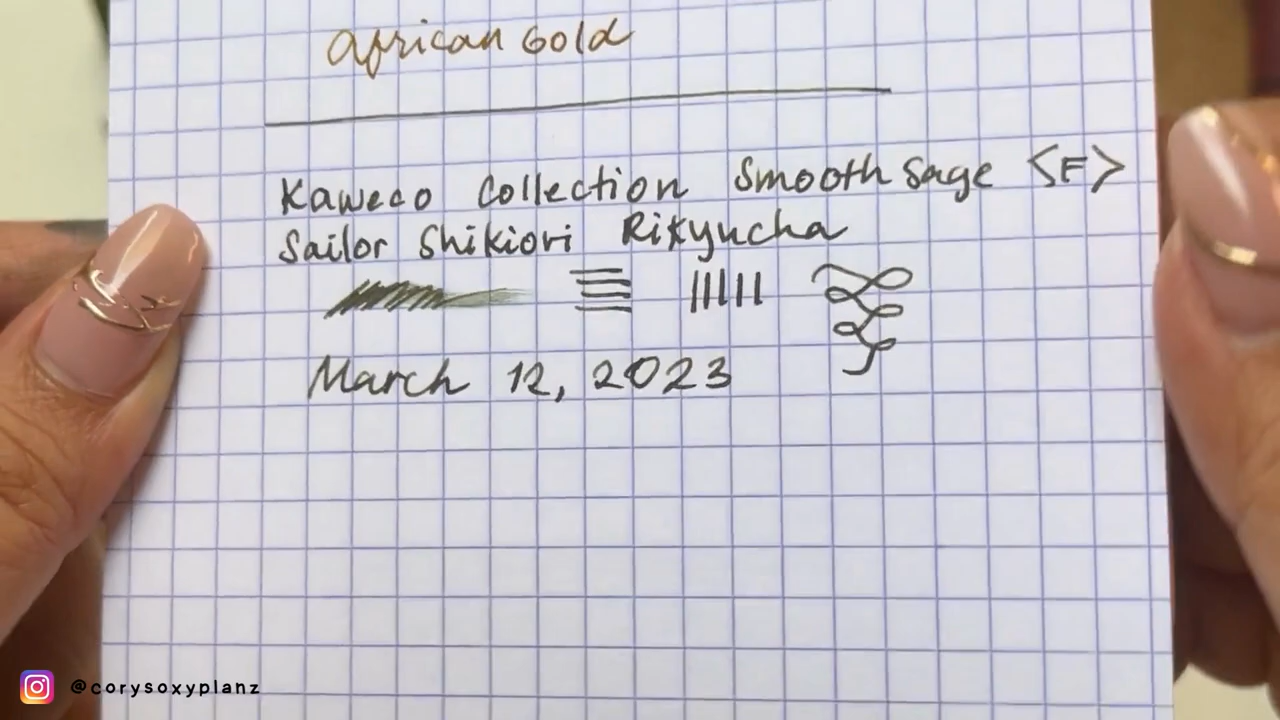 African Gold
Kaweco Collection Smooth Sage <F>
Sailor Shikiori Rikyucha
March 12, 2023
@corysoxyplanz